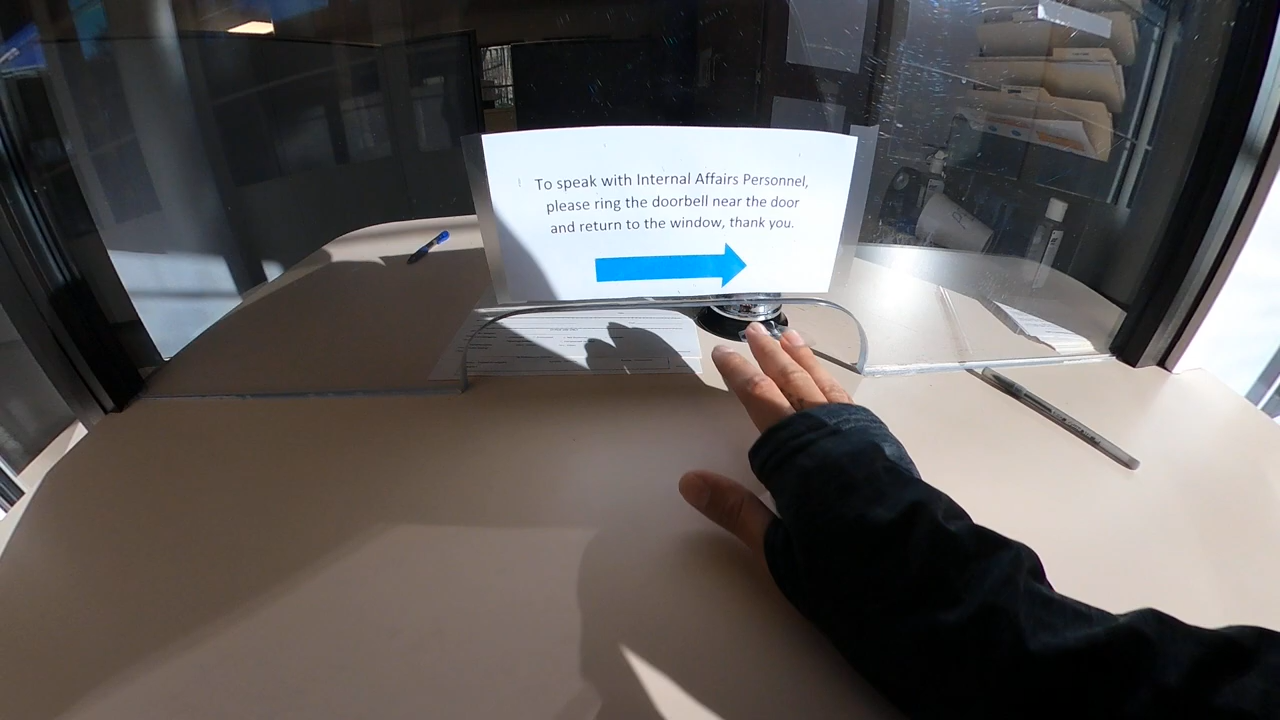 To speak with Internal Affairs Personnel,
please ring the doorbell near the door
and return to the window, thank you.